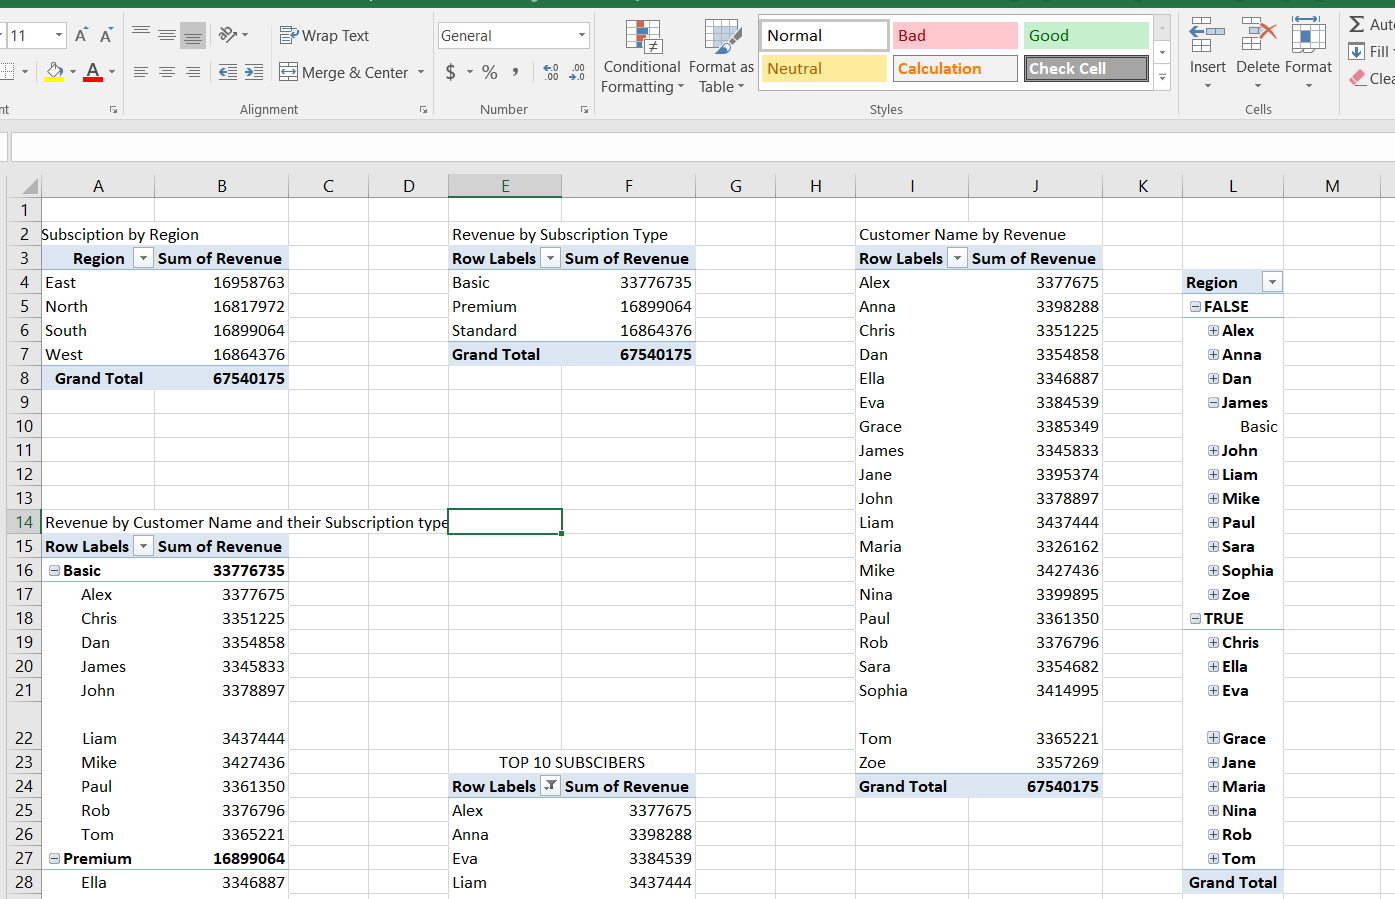 11 A A Wrap Text General Normal Bad Good Aut
Conditional Format as Neutral Calculation Check Cell Insert Delete Format Fill
A Merge & Center $ % , .00 .0 Formatting Table Clea
nt Alignment Number Styles Cells
A B C D E F G H I J K L M
1
2 Subsciption by Region Revenue by Subscription Type Customer Name by Revenue
3 Region Sum of Revenue Row Labels Sum of Revenue Row Labels Sum of Revenue
4 East 16958763 Basic 33776735 Alex 3377675 Region
5 North 16817972 Premium 16899064 Anna 3398288 FALSE
6 South 16899064 Standard 16864376 Chris 3351225 Alex
7 West 16864376 Grand Total 67540175 Dan 3354858 Anna
8 Grand Total 67540175 Ella 3346887 Dan
9 Eva 3384539 James
10 Grace 3385349 Basic
11 James 3345833 John
12 Jane 3395374 Liam
13 John 3378897 Mike
14 Revenue by Customer Name and their Subscription type Liam 3437444 Paul
15 Row Labels Sum of Revenue Maria 3326162 Sara
16 Basic 33776735 Mike 3427436 Sophia
17 Alex 3377675 Nina 3399895 Zoe
18 Chris 3351225 Paul 3361350 TRUE
19 Dan 3354858 Rob 3376796 Chris
20 James 3345833 Sara 3354682 Ella
21 John 3378897 Sophia 3414995 Eva
22 Liam 3437444 Tom 3365221 Grace
23 Mike 3427436 TOP 10 SUBSCIBERS Zoe 3357269 Jane
24 Paul 3361350 Row Labels Sum of Revenue Grand Total 67540175 Maria
25 Rob 3376796 Alex 3377675 Nina
26 Tom 3365221 Anna 3398288 Rob
27 Premium 16899064 Eva 3384539 Tom
28 Ella 3346887 Liam 3437444 Grand Total